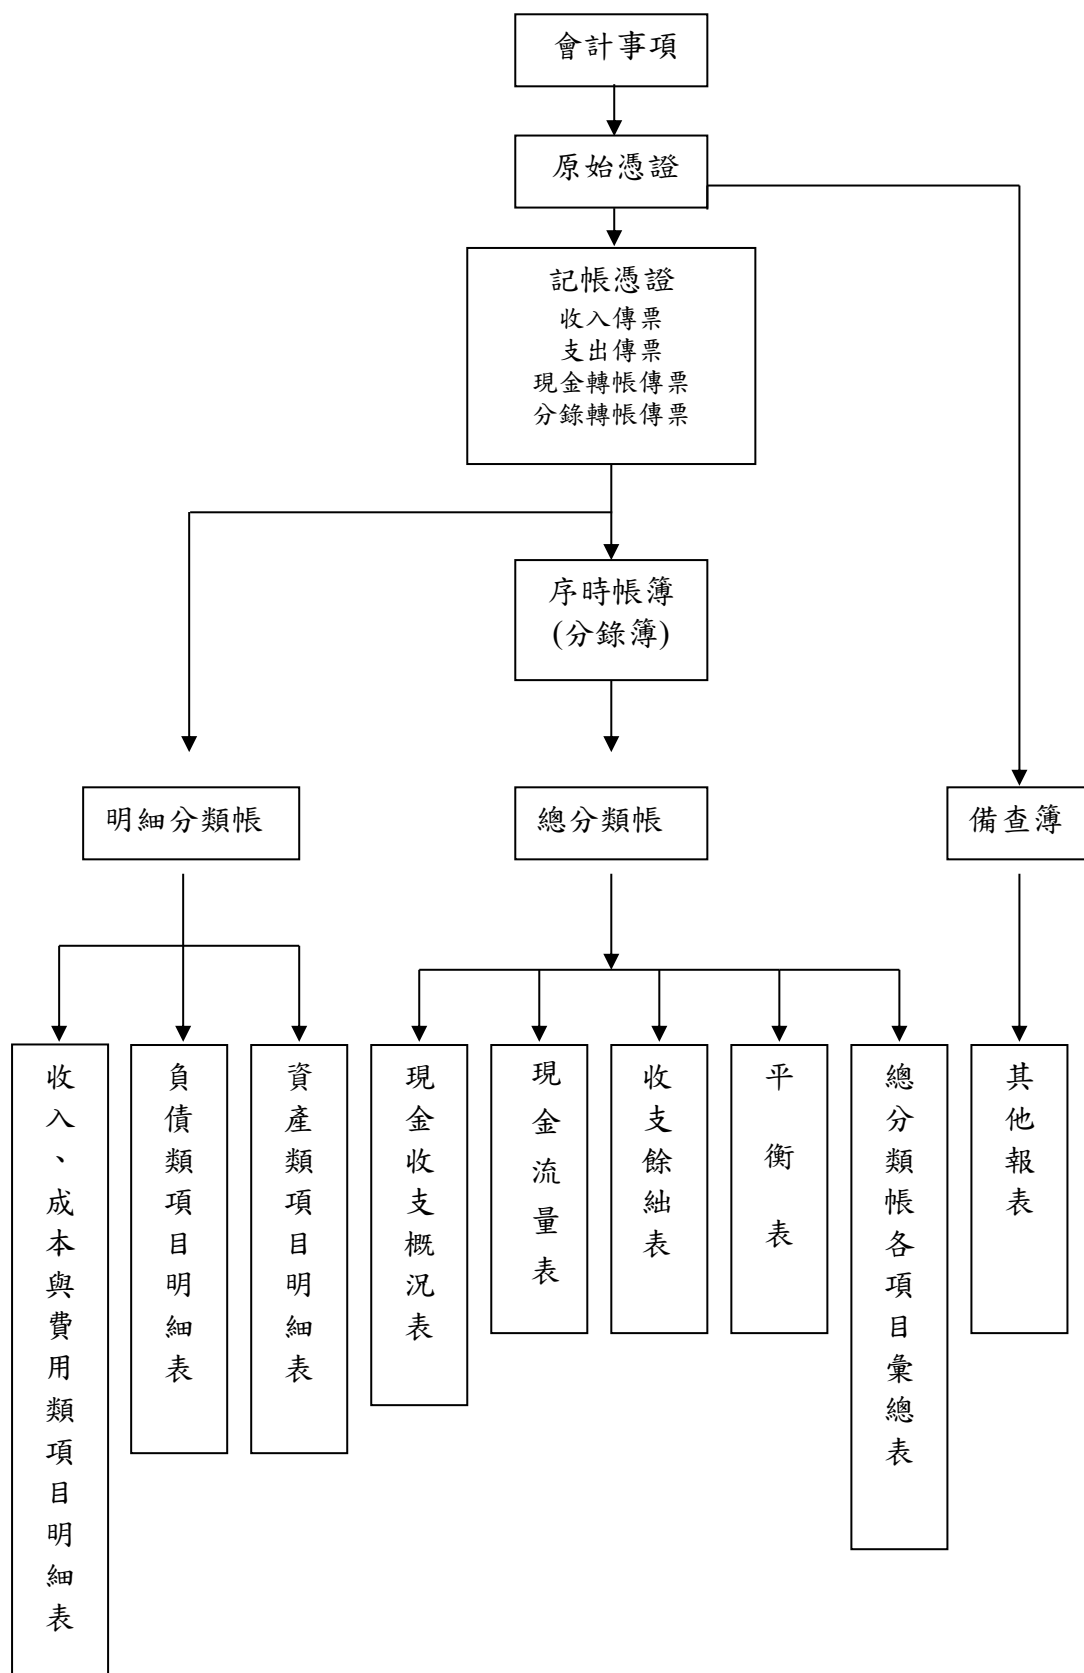 會計事項
原始憑證
記帳憑證
收入傳票
支出傳票
現金轉帳傳票
分錄轉帳傳票
序時帳簿
(分錄簿)
明細分類帳
總分類帳
備查簿
收入、成本與費用類項目明細表
負債類項目明細表
資產類項目明細表
現金收支概況表
現金流量表
收支餘絀表
平衡表
總分類帳各項目彙總表
其他報表